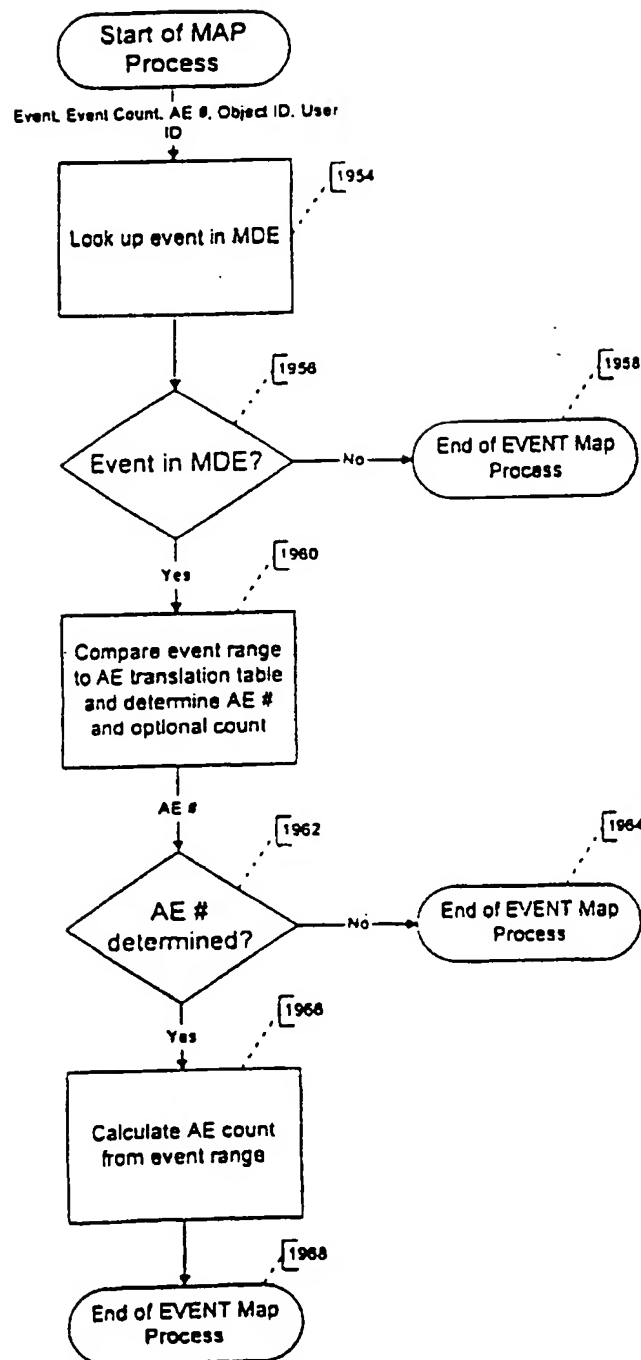 Start of MAP
Process
Event, Event Count, AE #, Object ID, User
ID
1954
Look up event in MDE
1956
1958
Event in MDE?
No
End of EVENT Map
Process
Yes
1960
Compare event range
to AE translation table
and determine AE #
and optional count
AE #
1962
1964
AE #
determined?
No
End of EVENT Map
Process
Yes
1966
Calculate AE count
from event range
1968
End of EVENT Map
Process